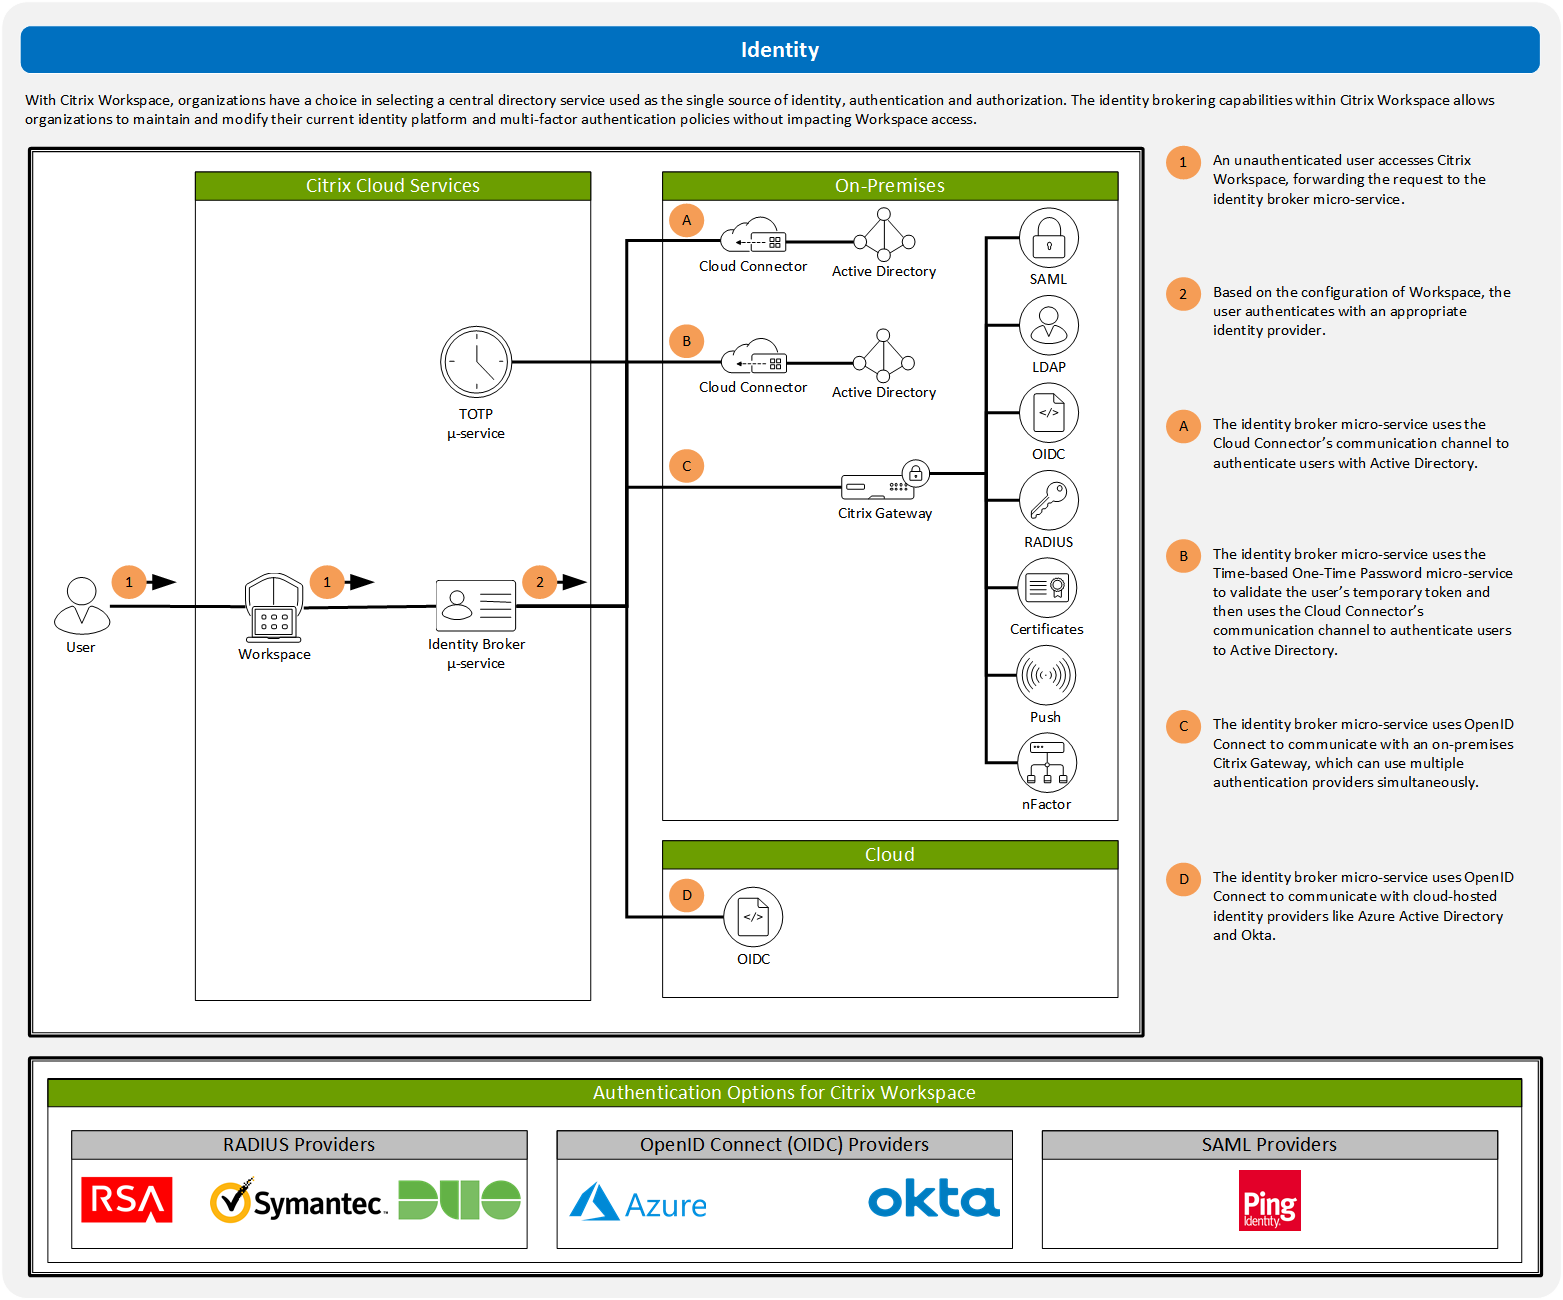 Identity
With Citrix Workspace, organizations have a choice in selecting a central directory service used as the single source of identity, authentication and authorization. The identity brokering capabilities within Citrix Workspace allows
organizations to maintain and modify their current identity platform and multi-factor authentication policies without impacting Workspace access.
Citrix Cloud Services
TOTP
µ-service
1
1
2
User
Workspace
Identity Broker
µ-service
On-Premises
A
Cloud Connector
Active Directory
B
Cloud Connector
Active Directory
C
Citrix Gateway
SAML
LDAP
</>
OIDC
RADIUS
Certificates
Push
nFactor
Cloud
D
</>
OIDC
1
An unauthenticated user accesses Citrix
Workspace, forwarding the request to the
identity broker micro-service.
2
Based on the configuration of Workspace, the
user authenticates with an appropriate
identity provider.
A
The identity broker micro-service uses the
Cloud Connector’s communication channel to
authenticate users with Active Directory.
B
The identity broker micro-service uses the
Time-based One-Time Password micro-service
to validate the user’s temporary token and
then uses the Cloud Connector’s
communication channel to authenticate users
to Active Directory.
C
The identity broker micro-service uses OpenID
Connect to communicate with an on-premises
Citrix Gateway, which can use multiple
authentication providers simultaneously.
D
The identity broker micro-service uses OpenID
Connect to communicate with cloud-hosted
identity providers like Azure Active Directory
and Okta.
Authentication Options for Citrix Workspace
RADIUS Providers
RSA
Symantec.
DUO
OpenID Connect (OIDC) Providers
Azure
okta
SAML Providers
Ping
Identity.